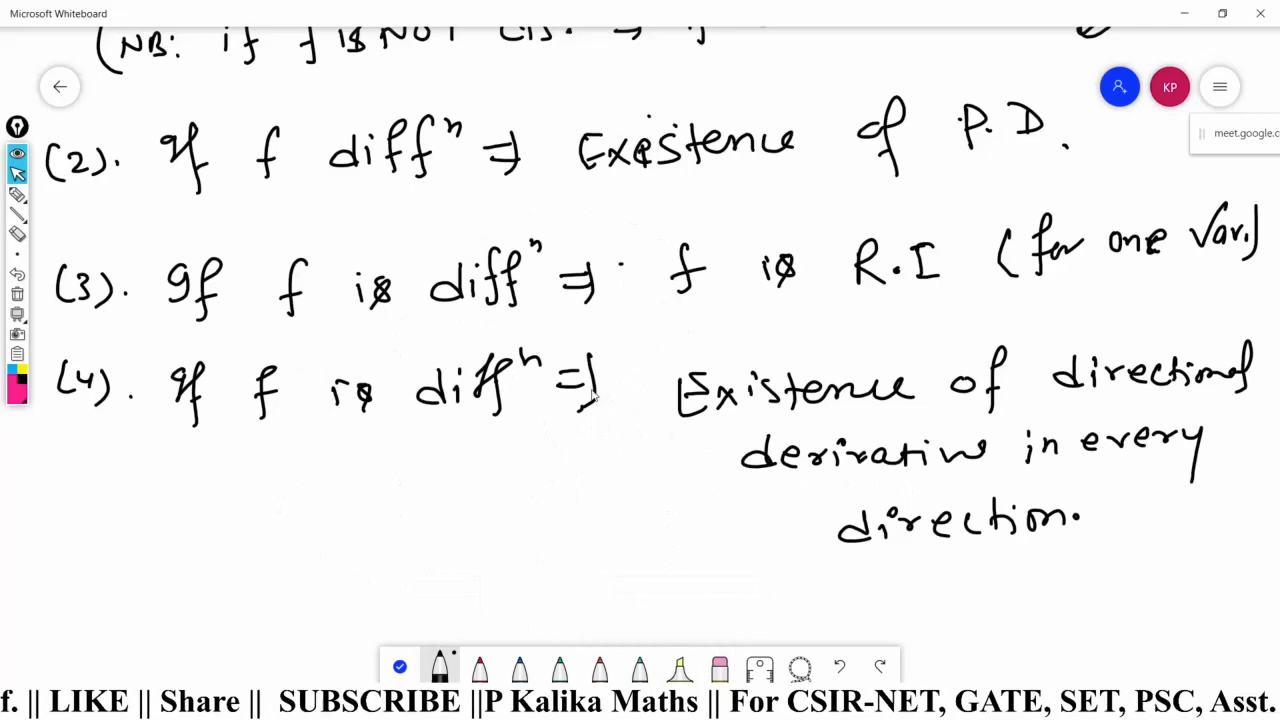 Microsoft Whiteboard
(NB: if f is NOT cts. ⇒ f
KP
meet.google.c
(2). If f diffⁿ ⇒ Existence of P.D.
(3). If f is diffⁿ ⇒ f is R.I (for one Var.)
(4). If f is diffⁿ ⇒ Existence of directional
derivative in every
direction.
f. || LIKE || Share || SUBSCRIBE ||P Kalika Maths || For CSIR-NET, GATE, SET, PSC, Asst.